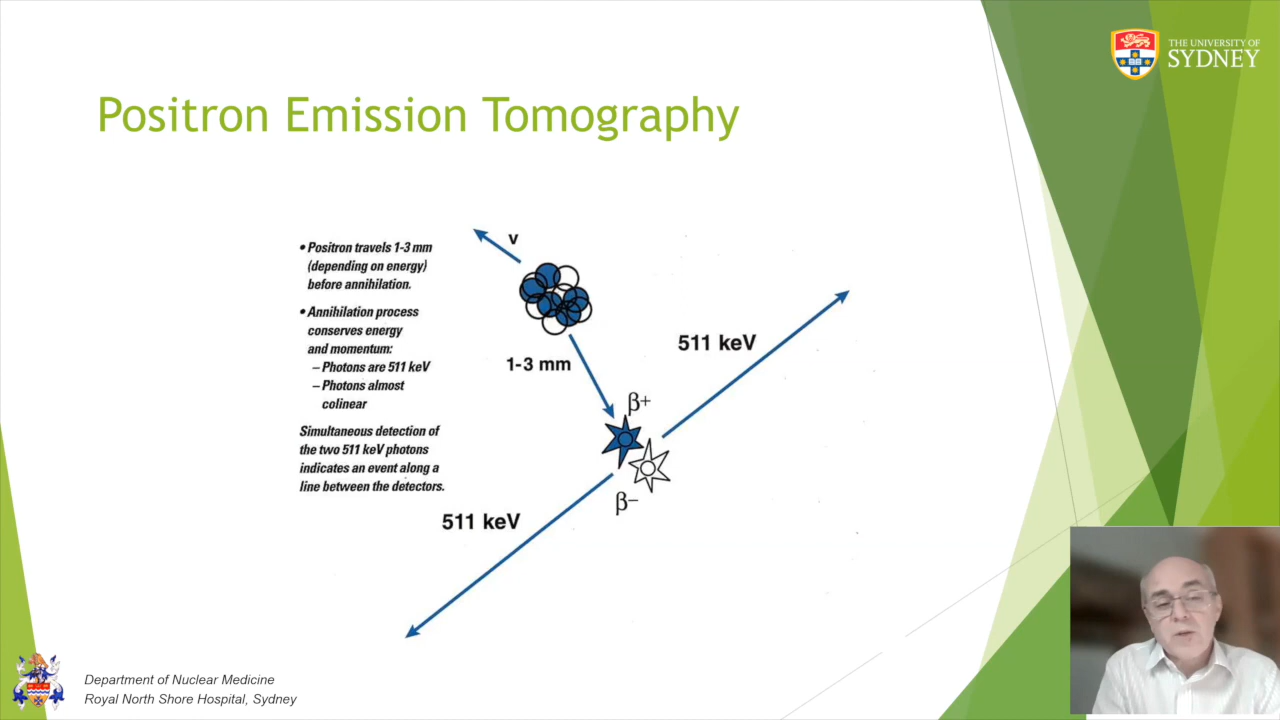 THE UNIVERSITY OF
SYDNEY
Positron Emission Tomography
• Positron travels 1-3 mm
(depending on energy)
before annihilation.
• Annihilation process
conserves energy
and momentum:
– Photons are 511 keV
– Photons almost
colinear
Simultaneous detection of
the two 511 keV photons
indicates an event along a
line between the detectors.
v
1-3 mm
511 keV
β+
β−
511 keV
Department of Nuclear Medicine
Royal North Shore Hospital, Sydney